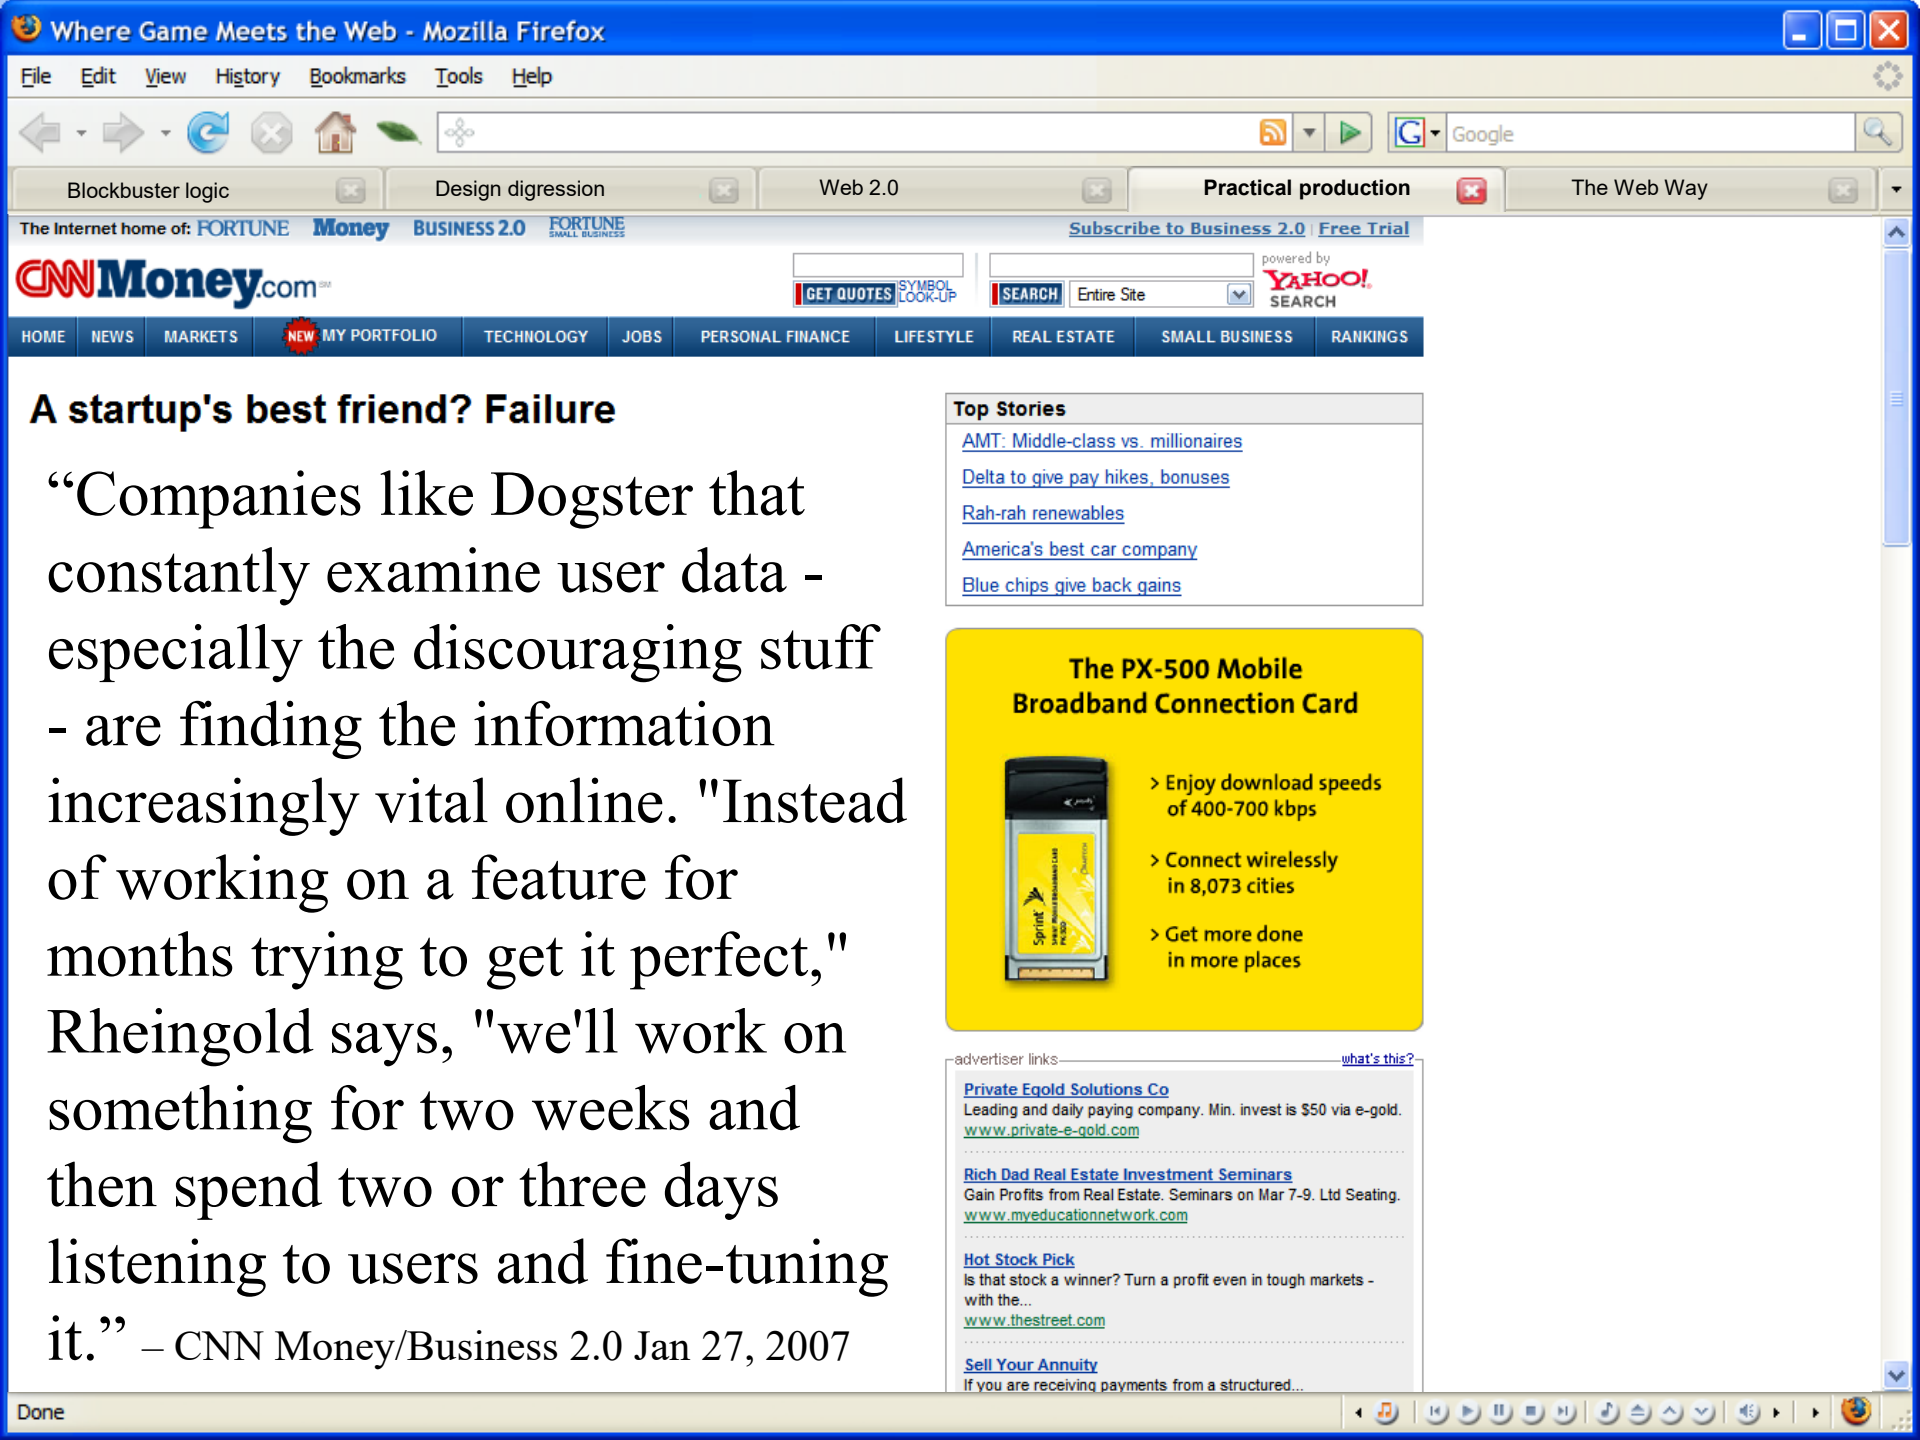 Where Game Meets the Web - Mozilla Firefox
File Edit View History Bookmarks Tools Help
G Google
Blockbuster logic Design digression Web 2.0 Practical production The Web Way
The Internet home of: FORTUNE Money BUSINESS 2.0 FORTUNE SMALL BUSINESS Subscribe to Business 2.0 | Free Trial
CNNMoney.com
GET QUOTES SYMBOL LOOK-UP SEARCH Entire Site powered by YAHOO! SEARCH
HOME NEWS MARKETS NEW MY PORTFOLIO TECHNOLOGY JOBS PERSONAL FINANCE LIFESTYLE REAL ESTATE SMALL BUSINESS RANKINGS
A startup's best friend? Failure
“Companies like Dogster that
constantly examine user data -
especially the discouraging stuff
- are finding the information
increasingly vital online. "Instead
of working on a feature for
months trying to get it perfect,"
Rheingold says, "we'll work on
something for two weeks and
then spend two or three days
listening to users and fine-tuning
it.” – CNN Money/Business 2.0 Jan 27, 2007
Top Stories
AMT: Middle-class vs. millionaires
Delta to give pay hikes, bonuses
Rah-rah renewables
America's best car company
Blue chips give back gains
The PX-500 Mobile
Broadband Connection Card
> Enjoy download speeds
of 400-700 kbps
> Connect wirelessly
in 8,073 cities
> Get more done
in more places
Sprint
advertiser links what's this?
Private Egold Solutions Co
Leading and daily paying company. Min. invest is $50 via e-gold.
www.private-e-gold.com
Rich Dad Real Estate Investment Seminars
Gain Profits from Real Estate. Seminars on Mar 7-9. Ltd Seating.
www.myeducationnetwork.com
Hot Stock Pick
Is that stock a winner? Turn a profit even in tough markets -
with the...
www.thestreet.com
Sell Your Annuity
If you are receiving payments from a structured...
Done